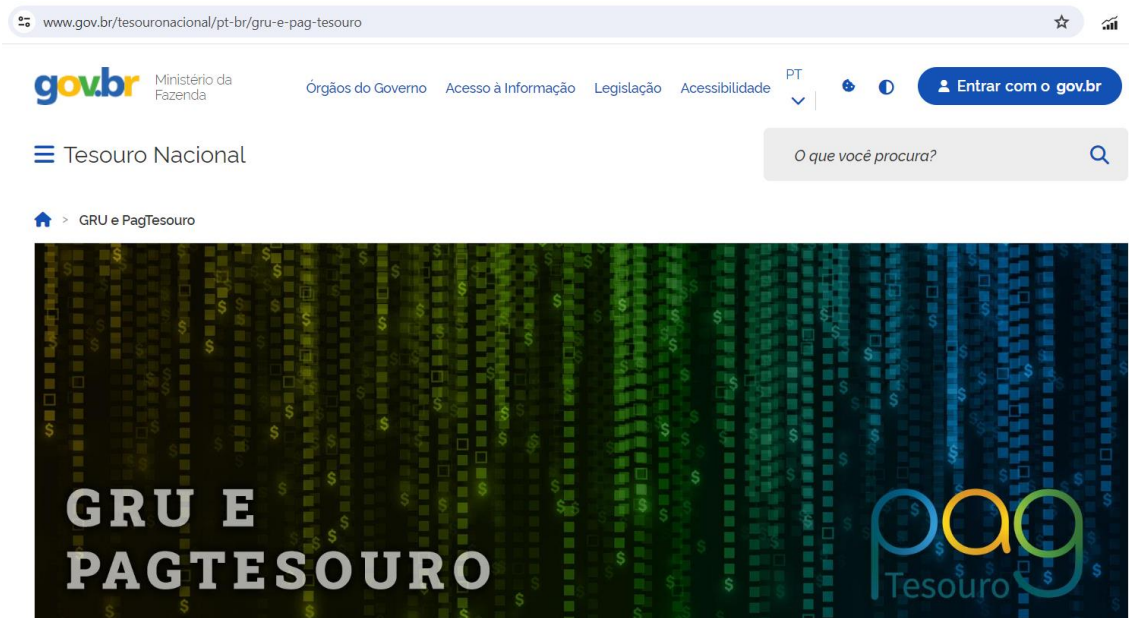 www.gov.br/tesouronacional/pt-br/gru-e-pag-tesouro
gov.br
Ministério da
Fazenda
Órgãos do Governo Acesso à Informação Legislação Acessibilidade
PT
Entrar com o gov.br
Tesouro Nacional
O que você procura?
> GRU e PagTesouro
GRU E
PAGTESOURO
pag
Tesouro